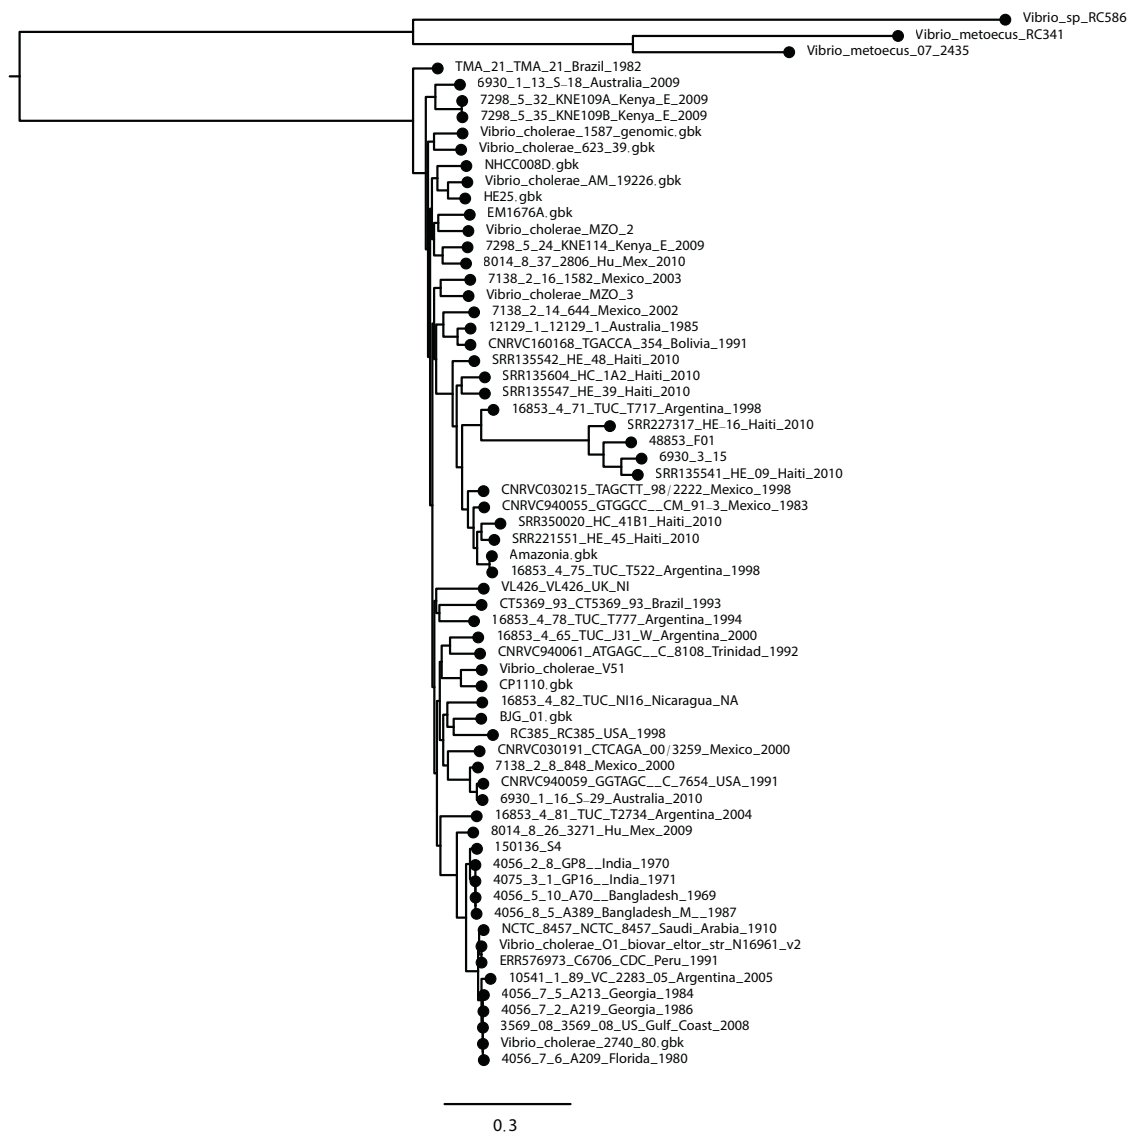 Vibrio_sp_RC586
Vibrio_metoecus_RC341
Vibrio_metoecus_07_2435
TMA_21_TMA_21_Brazil_1982
6930_1_13_S-18_Australia_2009
7298_5_32_KNE109A_Kenya_E_2009
7298_5_35_KNE109B_Kenya_E_2009
Vibrio_cholerae_1587_genomic.gbk
Vibrio_cholerae_623_39.gbk
NHCC008D.gbk
Vibrio_cholerae_AM_19226.gbk
HE25.gbk
EM1676A.gbk
Vibrio_cholerae_MZO_2
7298_5_24_KNE114_Kenya_E_2009
8014_8_37_2806_Hu_Mex_2010
7138_2_16_1582_Mexico_2003
Vibrio_cholerae_MZO_3
7138_2_14_644_Mexico_2002
12129_1_12129_1_Australia_1985
CNRVC160168_TGACCA_354_Bolivia_1991
SRR135542_HE_48_Haiti_2010
SRR135604_HC_1A2_Haiti_2010
SRR135547_HE_39_Haiti_2010
16853_4_71_TUC_T717_Argentina_1998
SRR227317_HE-16_Haiti_2010
48853_F01
6930_3_15
SRR135541_HE_09_Haiti_2010
CNRVC030215_TAGCTT_98/2222_Mexico_1998
CNRVC940055_GTGGCC__CM_91-3_Mexico_1983
SRR350020_HC_41B1_Haiti_2010
SRR221551_HE_45_Haiti_2010
Amazonia.gbk
16853_4_75_TUC_T522_Argentina_1998
VL426_VL426_UK_NI
CT5369_93_CT5369_93_Brazil_1993
16853_4_78_TUC_T777_Argentina_1994
16853_4_65_TUC_J31_W_Argentina_2000
CNRVC940061_ATGAGC__C_8108_Trinidad_1992
Vibrio_cholerae_V51
CP1110.gbk
16853_4_82_TUC_NI16_Nicaragua_NA
BJG_01.gbk
RC385_RC385_USA_1998
CNRVC030191_CTCAGA_00/3259_Mexico_2000
7138_2_8_848_Mexico_2000
CNRVC940059_GGTAGC__C_7654_USA_1991
6930_1_16_S-29_Australia_2010
16853_4_81_TUC_T2734_Argentina_2004
8014_8_26_3271_Hu_Mex_2009
150136_S4
4056_2_8_GP8__India_1970
4075_3_1_GP16__India_1971
4056_5_10_A70__Bangladesh_1969
4056_8_5_A389_Bangladesh_M__1987
NCTC_8457_NCTC_8457_Saudi_Arabia_1910
Vibrio_cholerae_O1_biovar_eltor_str_N16961_v2
ERR576973_C6706_CDC_Peru_1991
10541_1_89_VC_2283_05_Argentina_2005
4056_7_5_A213_Georgia_1984
4056_7_2_A219_Georgia_1986
3569_08_3569_08_US_Gulf_Coast_2008
Vibrio_cholerae_2740_80.gbk
4056_7_6_A209_Florida_1980
0.3